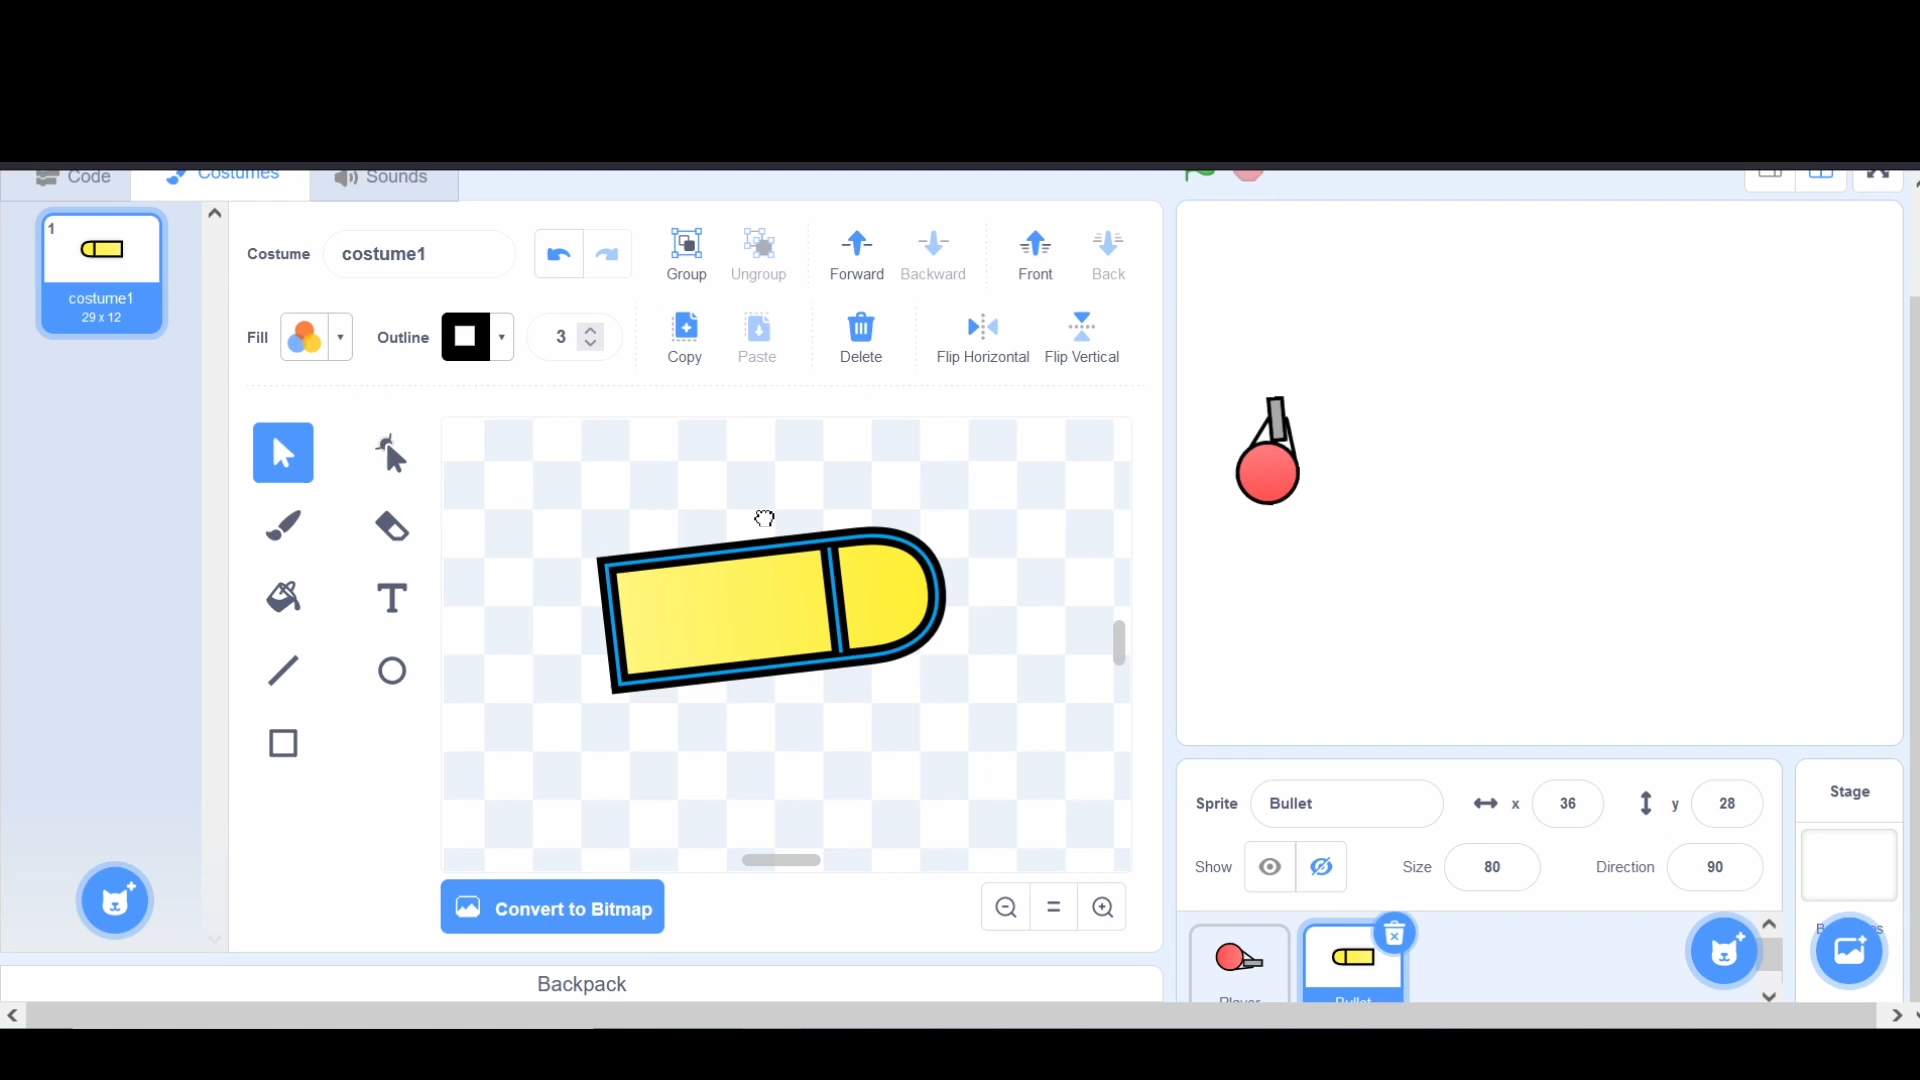 Code
Costumes
Sounds
1
costume1
29 x 12
Costume
costume1
Group
Ungroup
Forward
Backward
Front
Back
Fill
Outline
3
Copy
Paste
Delete
Flip Horizontal
Flip Vertical
T
Convert to Bitmap
=
Backpack
Sprite
Bullet
x
36
y
28
Show
Size
80
Direction
90
Stage
Player
Bullet